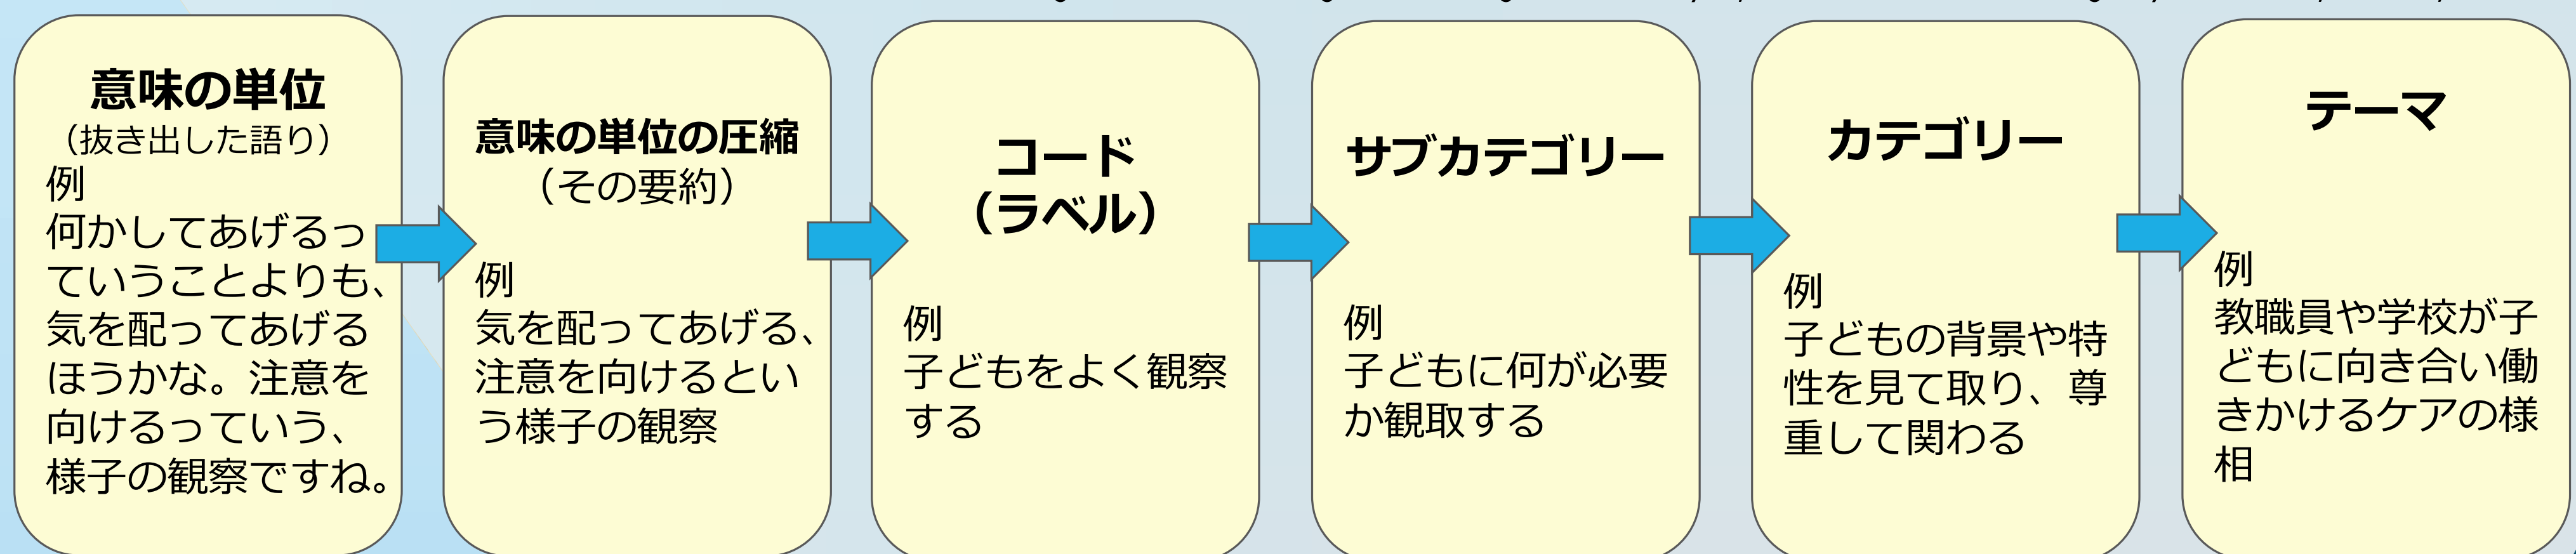 意味の単位
（抜き出した語り）
例
何かしてあげるっ
ていうことよりも、
気を配ってあげる
ほうかな。注意を
向けるっていう、
様子の観察ですね。
意味の単位の圧縮
（その要約）
例
気を配ってあげる、
注意を向けるとい
う様子の観察
コード
（ラベル）
例
子どもをよく観察
する
サブカテゴリー
例
子どもに何が必要
か観取する
カテゴリー
例
子どもの背景や特
性を見て取り、尊
重して関わる
テーマ
例
教職員や学校が子
どもに向き合い働
きかけるケアの様
相